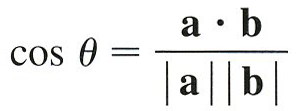 cos θ = a · b / |a||b|